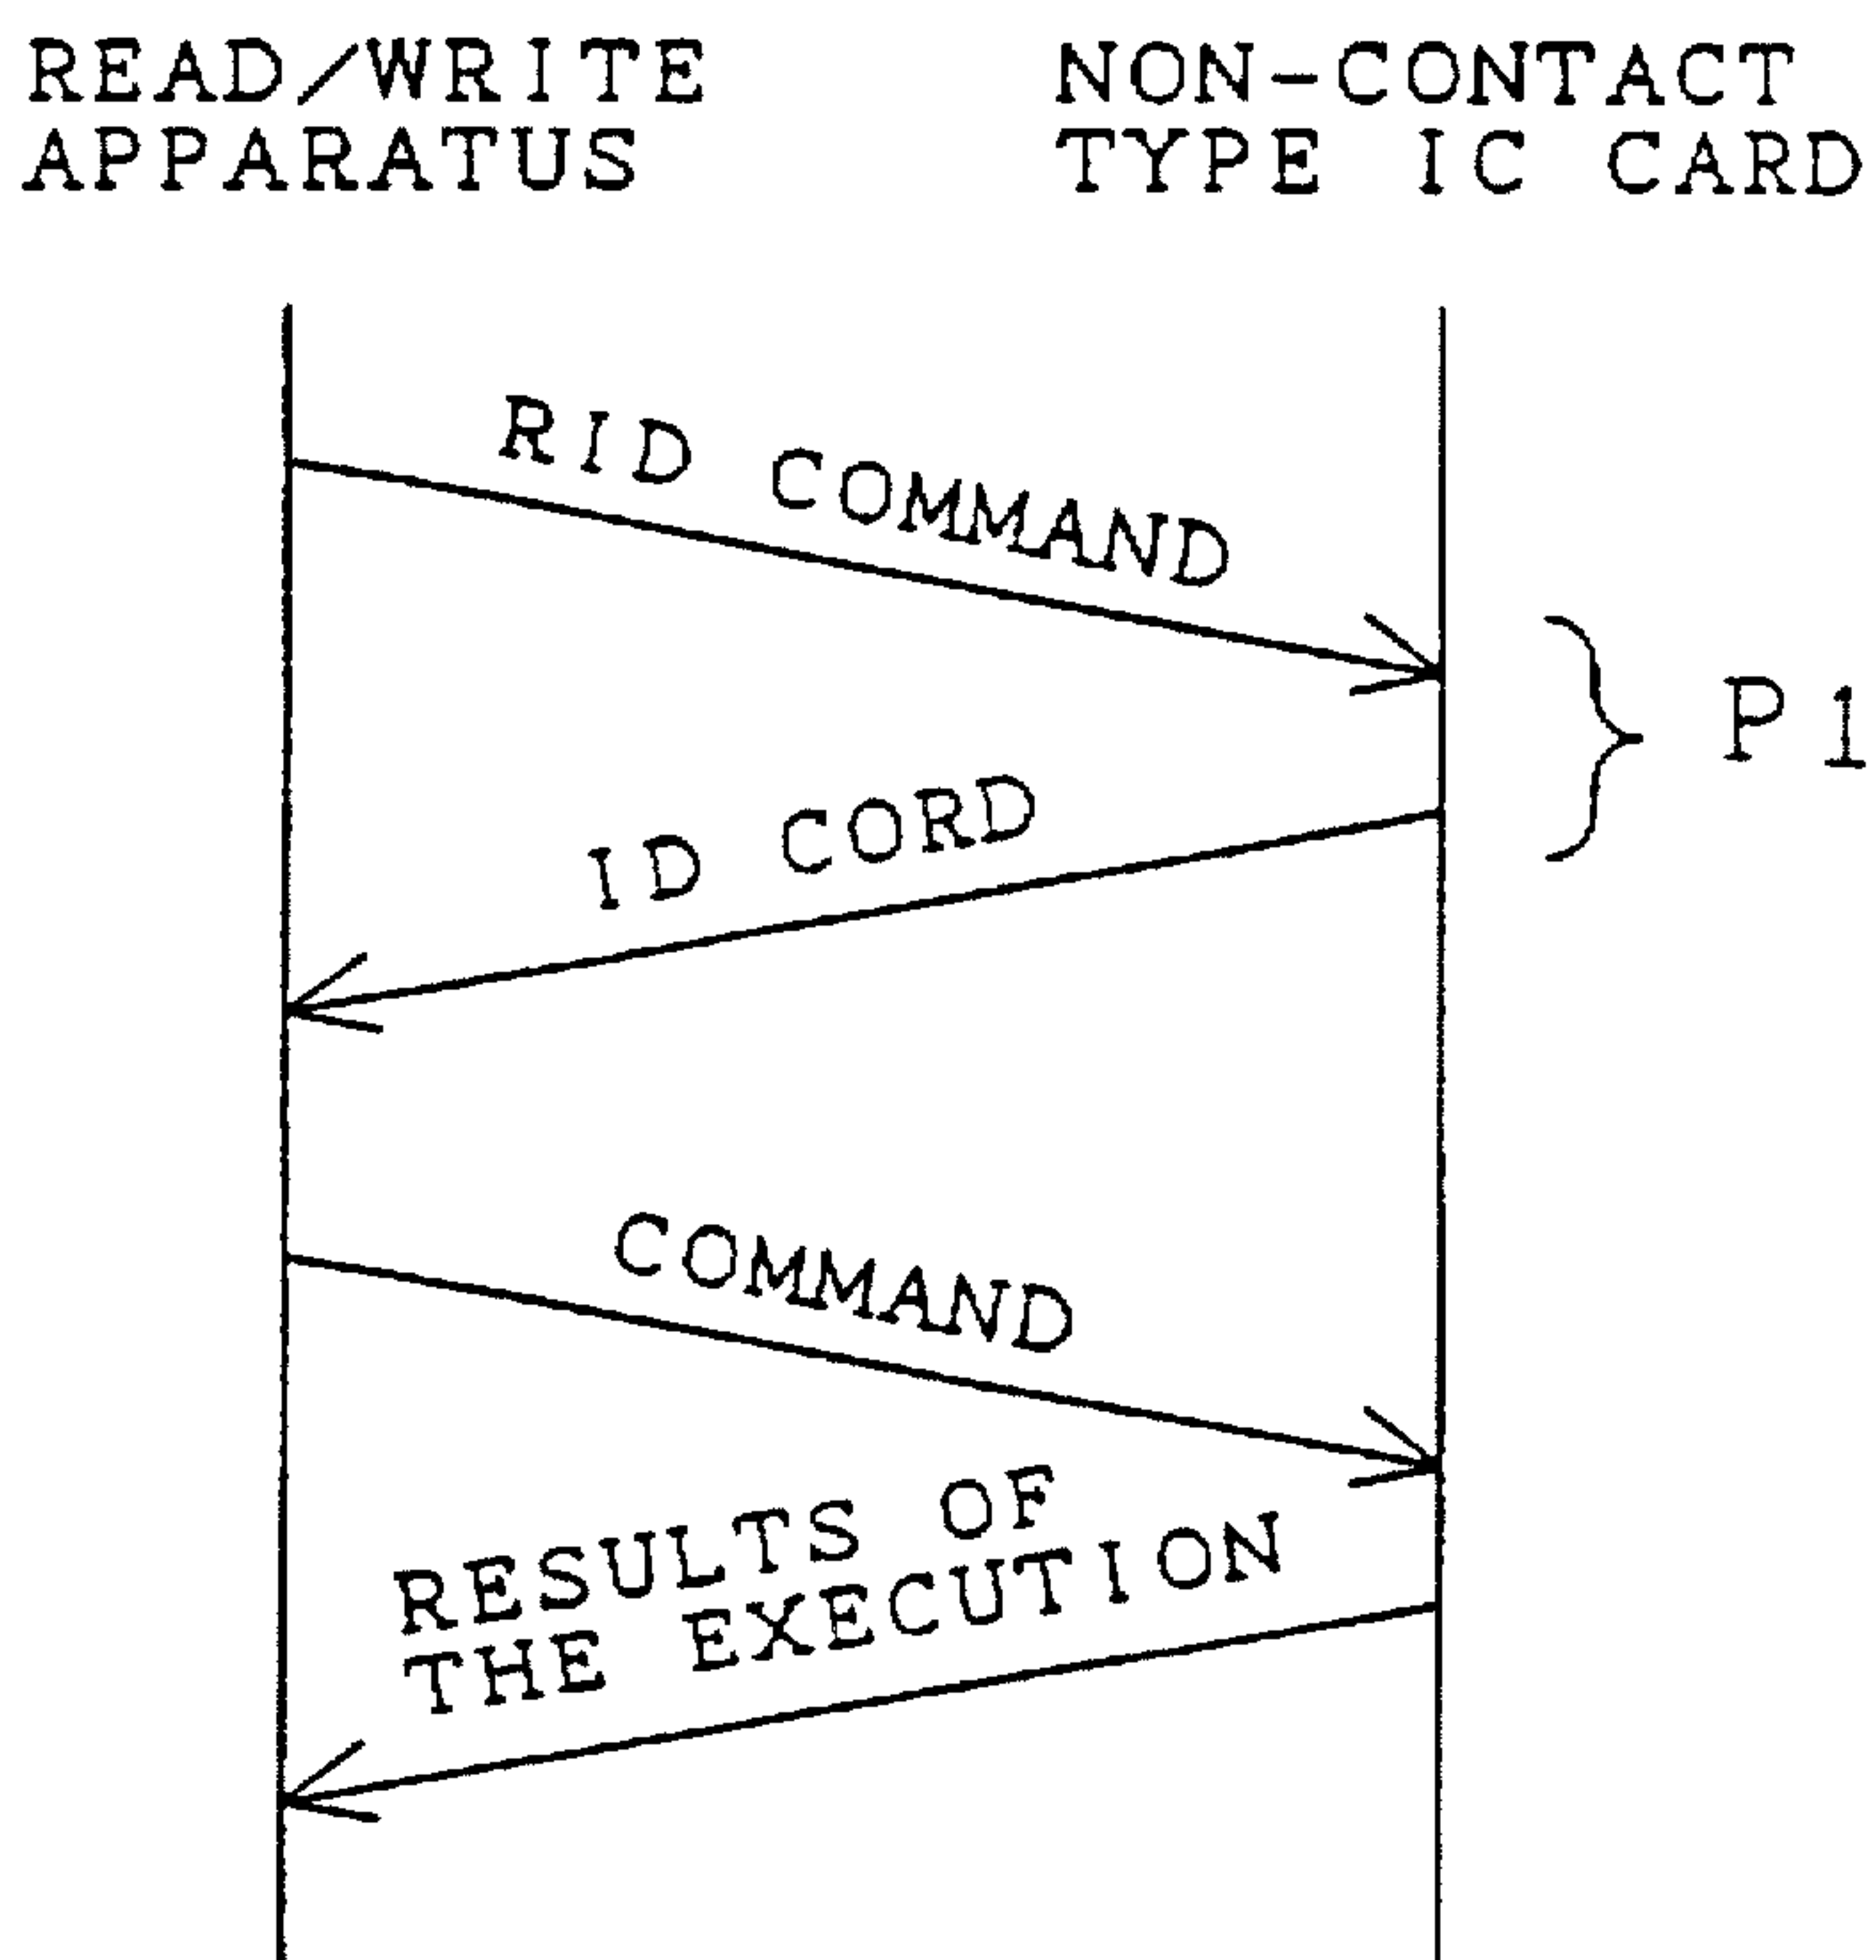 READ/WRITE
APPARATUS
NON-CONTACT
TYPE IC CARD
RID COMMAND
P1
ID CORD
COMMAND
RESULTS OF
THE EXECUTION